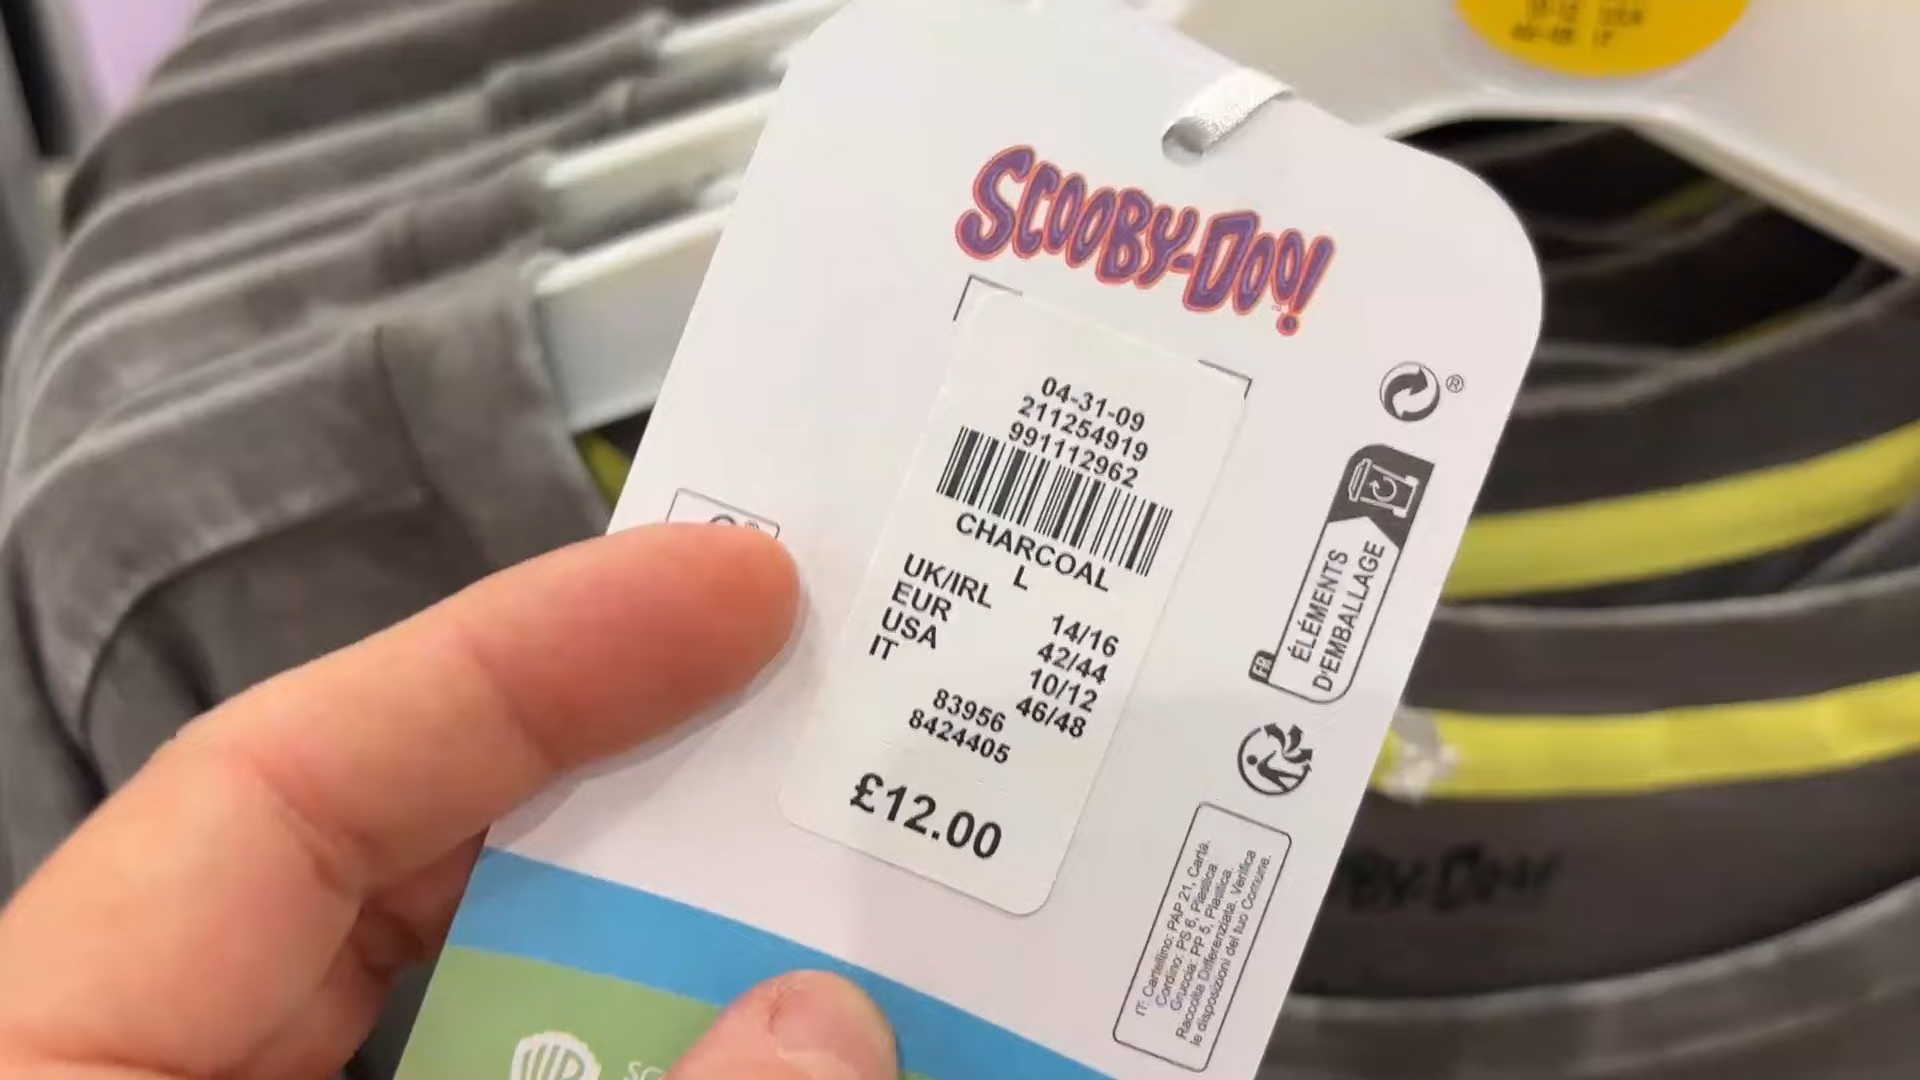 SCOOBY-DOO!
04-31-09
211254919
991112962
CHARCOAL
L
UK/IRL 14/16
EUR 42/44
USA 10/12
IT 46/48
83956
8424405
£12.00
®
FR
ÉLÉMENTS
D'EMBALLAGE
IT- Cartellino: PAP 21, Carta.
Cordino: PS 6, Plastica.
Gruccia: PP 5, Plastica.
Raccolta Differenziata. Verifica
le disposizioni del tuo Comune.
WB